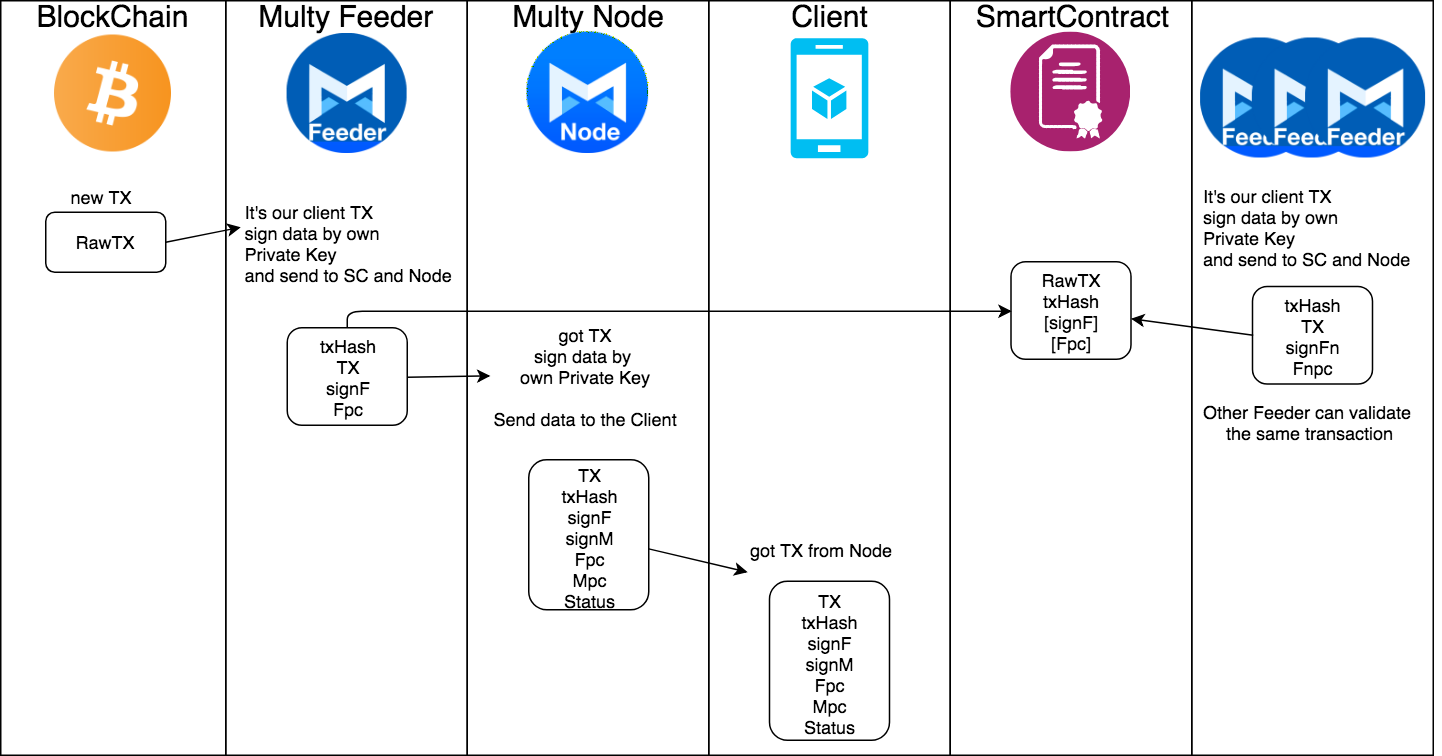 BlockChain
Multy Feeder
Multy Node
Client
SmartContract
Feeder
Node
Feed
Feed
Feeder
new TX
RawTX
It's our client TX
sign data by own
Private Key
and send to SC and Node
txHash
TX
signF
Fpc
got TX
sign data by
own Private Key
Send data to the Client
TX
txHash
signF
signM
Fpc
Mpc
Status
got TX from Node
TX
txHash
signF
signM
Fpc
Mpc
Status
RawTX
txHash
[signF]
[Fpc]
It's our client TX
sign data by own
Private Key
and send to SC and Node
txHash
TX
signFn
Fnpc
Other Feeder can validate
the same transaction